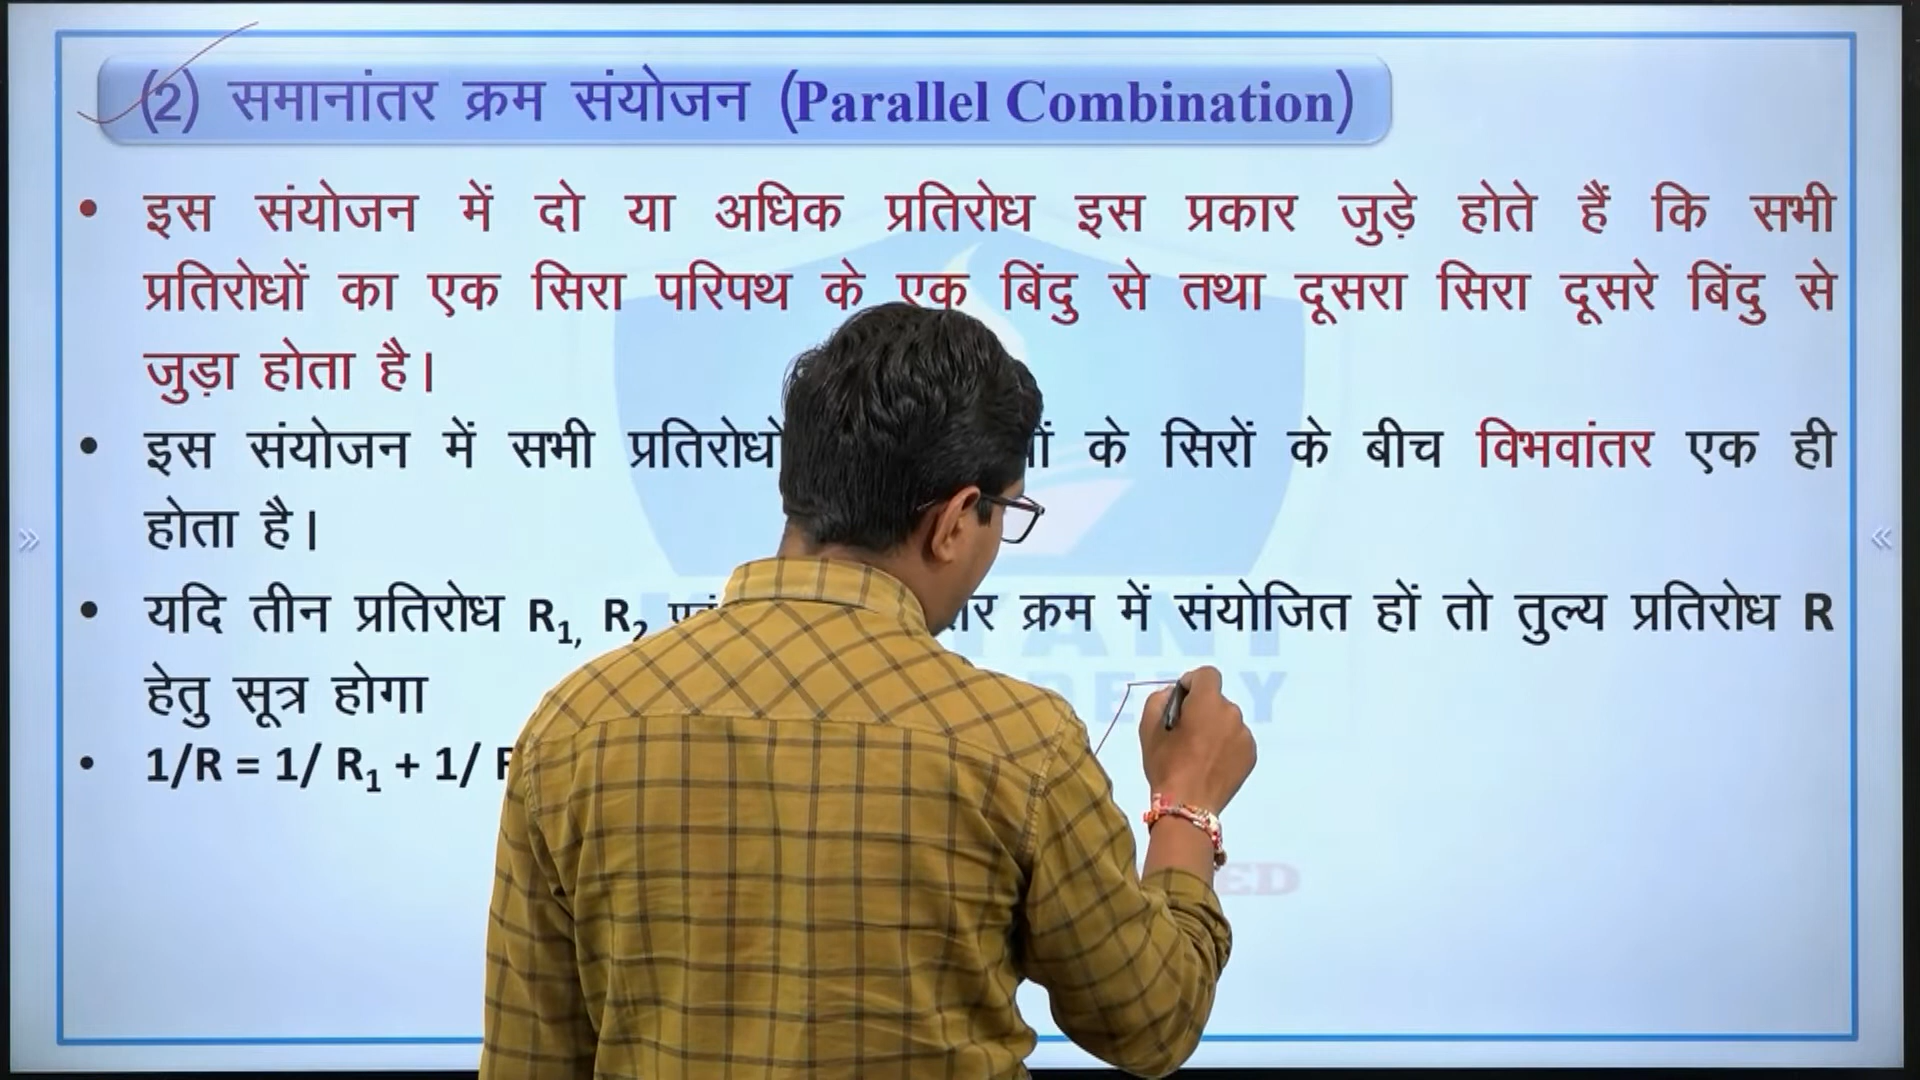 (2) समानांतर क्रम संयोजन (Parallel Combination)
• इस संयोजन में दो या अधिक प्रतिरोध इस प्रकार जुड़े होते हैं कि सभी
प्रतिरोधों का एक सिरा परिपथ के एक बिंदु से तथा दूसरा सिरा दूसरे बिंदु से
जुड़ा होता है।
• इस संयोजन में सभी के सिरों के बीच विभवांतर एक ही
होता है।
• यदि तीन प्रतिरोध R₁, R₂ क्रम में संयोजित हों तो तुल्य प्रतिरोध R
हेतु सूत्र होगा
• 1/R = 1/ R₁ + 1/